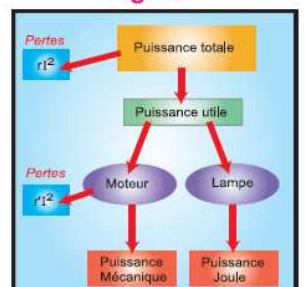 Pertes
rI²
Puissance totale
Puissance utile
Pertes
r'I²
Moteur
Lampe
Puissance
Mécanique
Puissance
Joule